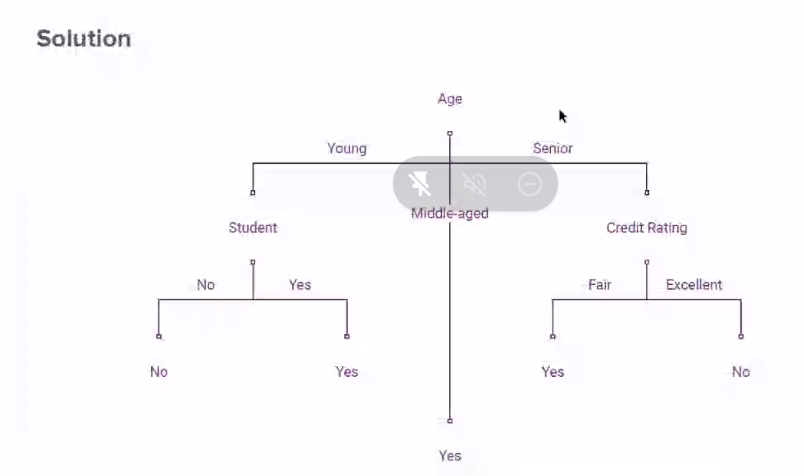 Solution
Age
Young
Senior
Middle-aged
Student
Credit Rating
No
Yes
Fair
Excellent
No
Yes
Yes
No
Yes